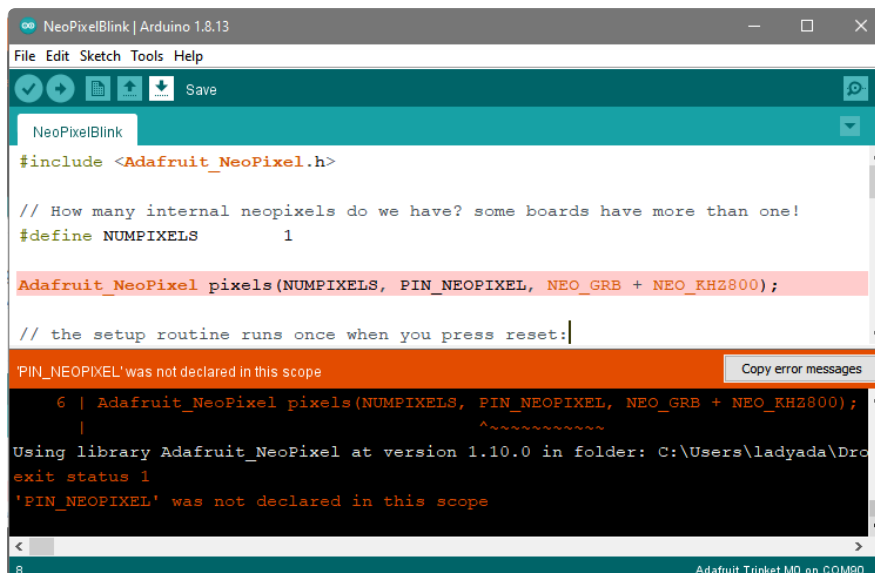 NeoPixelBlink | Arduino 1.8.13
File Edit Sketch Tools Help
Save
NeoPixelBlink
#include <Adafruit_NeoPixel.h>
// How many internal neopixels do we have? some boards have more than one!
#define NUMPIXELS 1
Adafruit_NeoPixel pixels(NUMPIXELS, PIN_NEOPIXEL, NEO_GRB + NEO_KHZ800);
// the setup routine runs once when you press reset:
'PIN_NEOPIXEL' was not declared in this scope
Copy error messages
6 | Adafruit_NeoPixel pixels(NUMPIXELS, PIN_NEOPIXEL, NEO_GRB + NEO_KHZ800);
| ^~~~~~~~~~~~
Using library Adafruit_NeoPixel at version 1.10.0 in folder: C:\Users\ladyada\Dro
exit status 1
'PIN_NEOPIXEL' was not declared in this scope
8
Adafruit Trinket M0 on COM90